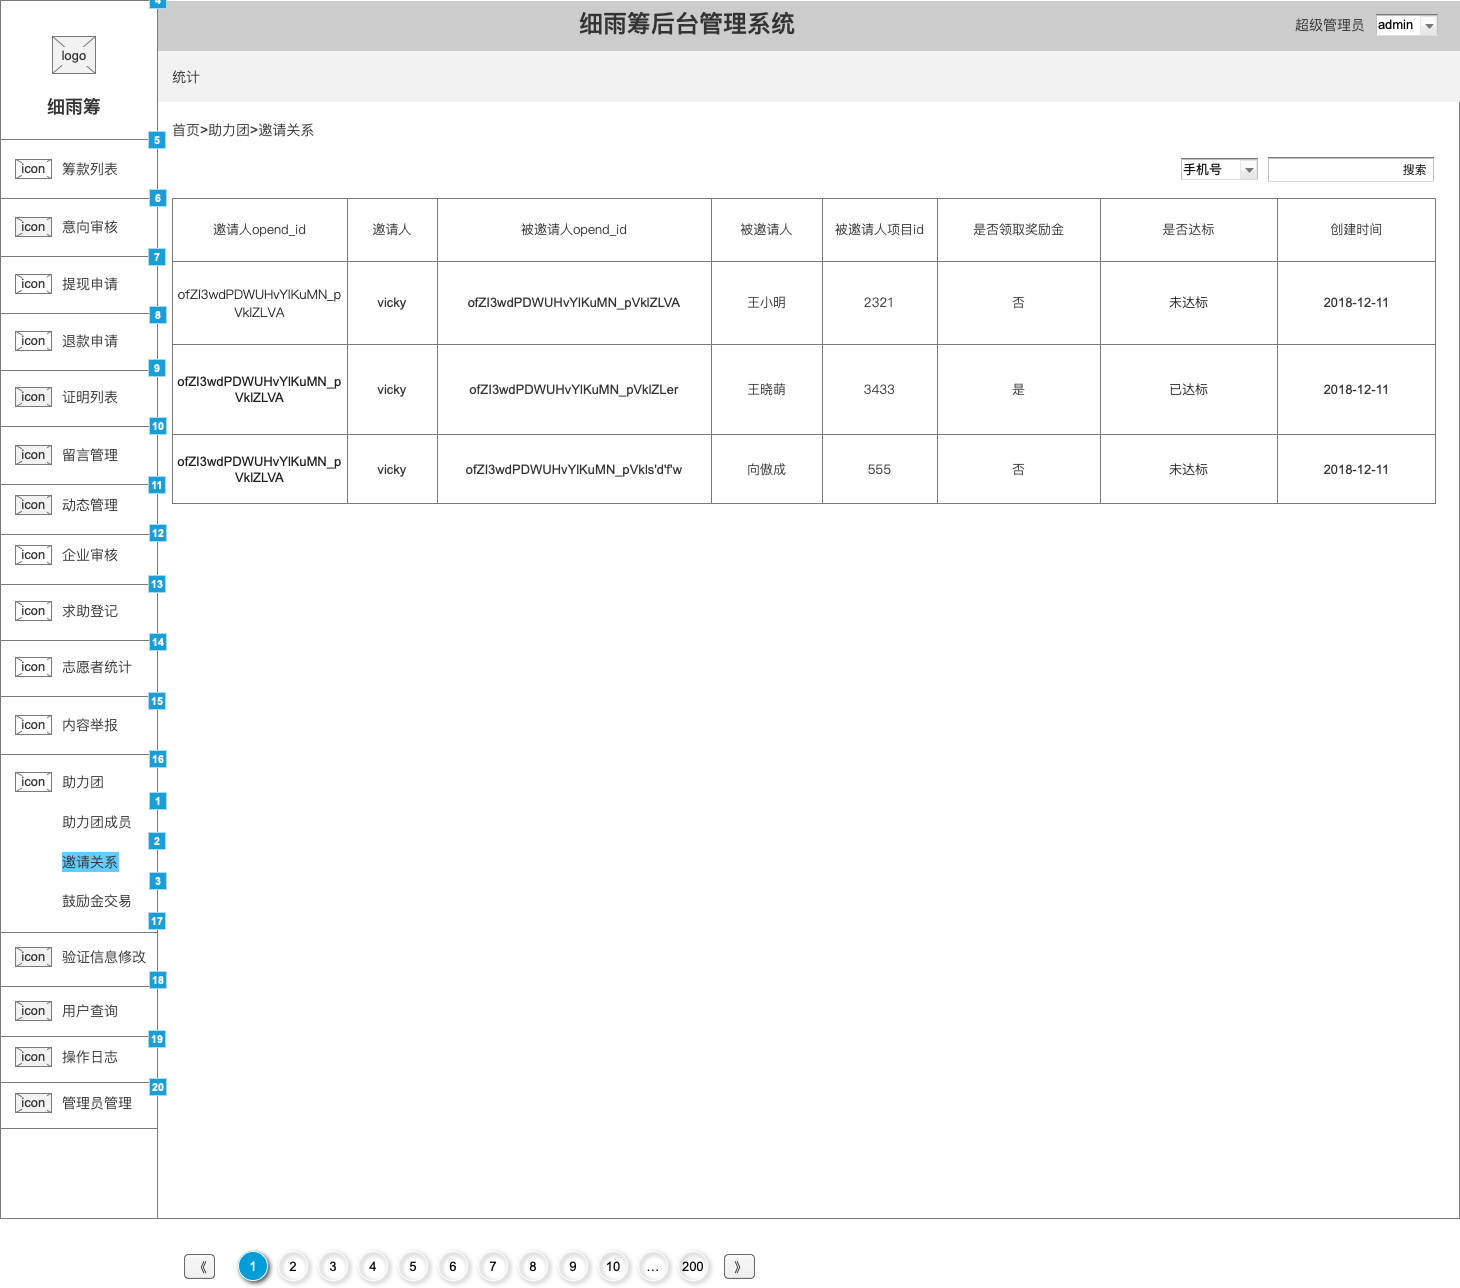 4
细雨筹后台管理系统
超级管理员 admin
logo
细雨筹
统计
首页>助力团>邀请关系
5
icon 筹款列表
6
icon 意向审核
7
icon 提现申请
8
icon 退款申请
9
icon 证明列表
10
icon 留言管理
11
icon 动态管理
12
icon 企业审核
13
icon 求助登记
14
icon 志愿者统计
15
icon 内容举报
16
icon 助力团
1
助力团成员
2
邀请关系
3
鼓励金交易
17
icon 验证信息修改
18
icon 用户查询
19
icon 操作日志
20
icon 管理员管理
手机号 搜索
邀请人opend_id 邀请人 被邀请人opend_id 被邀请人 被邀请人项目id 是否领取奖励金 是否达标 创建时间
ofZI3wdPDWUHvYlKuMN_p
VklZLVA
vicky ofZI3wdPDWUHvYlKuMN_pVklZLVA 王小明 2321 否 未达标 2018-12-11
ofZI3wdPDWUHvYlKuMN_p
VklZLVA
vicky ofZI3wdPDWUHvYlKuMN_pVklZLer 王晓萌 3433 是 已达标 2018-12-11
ofZI3wdPDWUHvYlKuMN_p
VklZLVA
vicky ofZI3wdPDWUHvYlKuMN_pVkls'd'f'w 向傲成 555 否 未达标 2018-12-11
《 1 2 3 4 5 6 7 8 9 10 ... 200 》